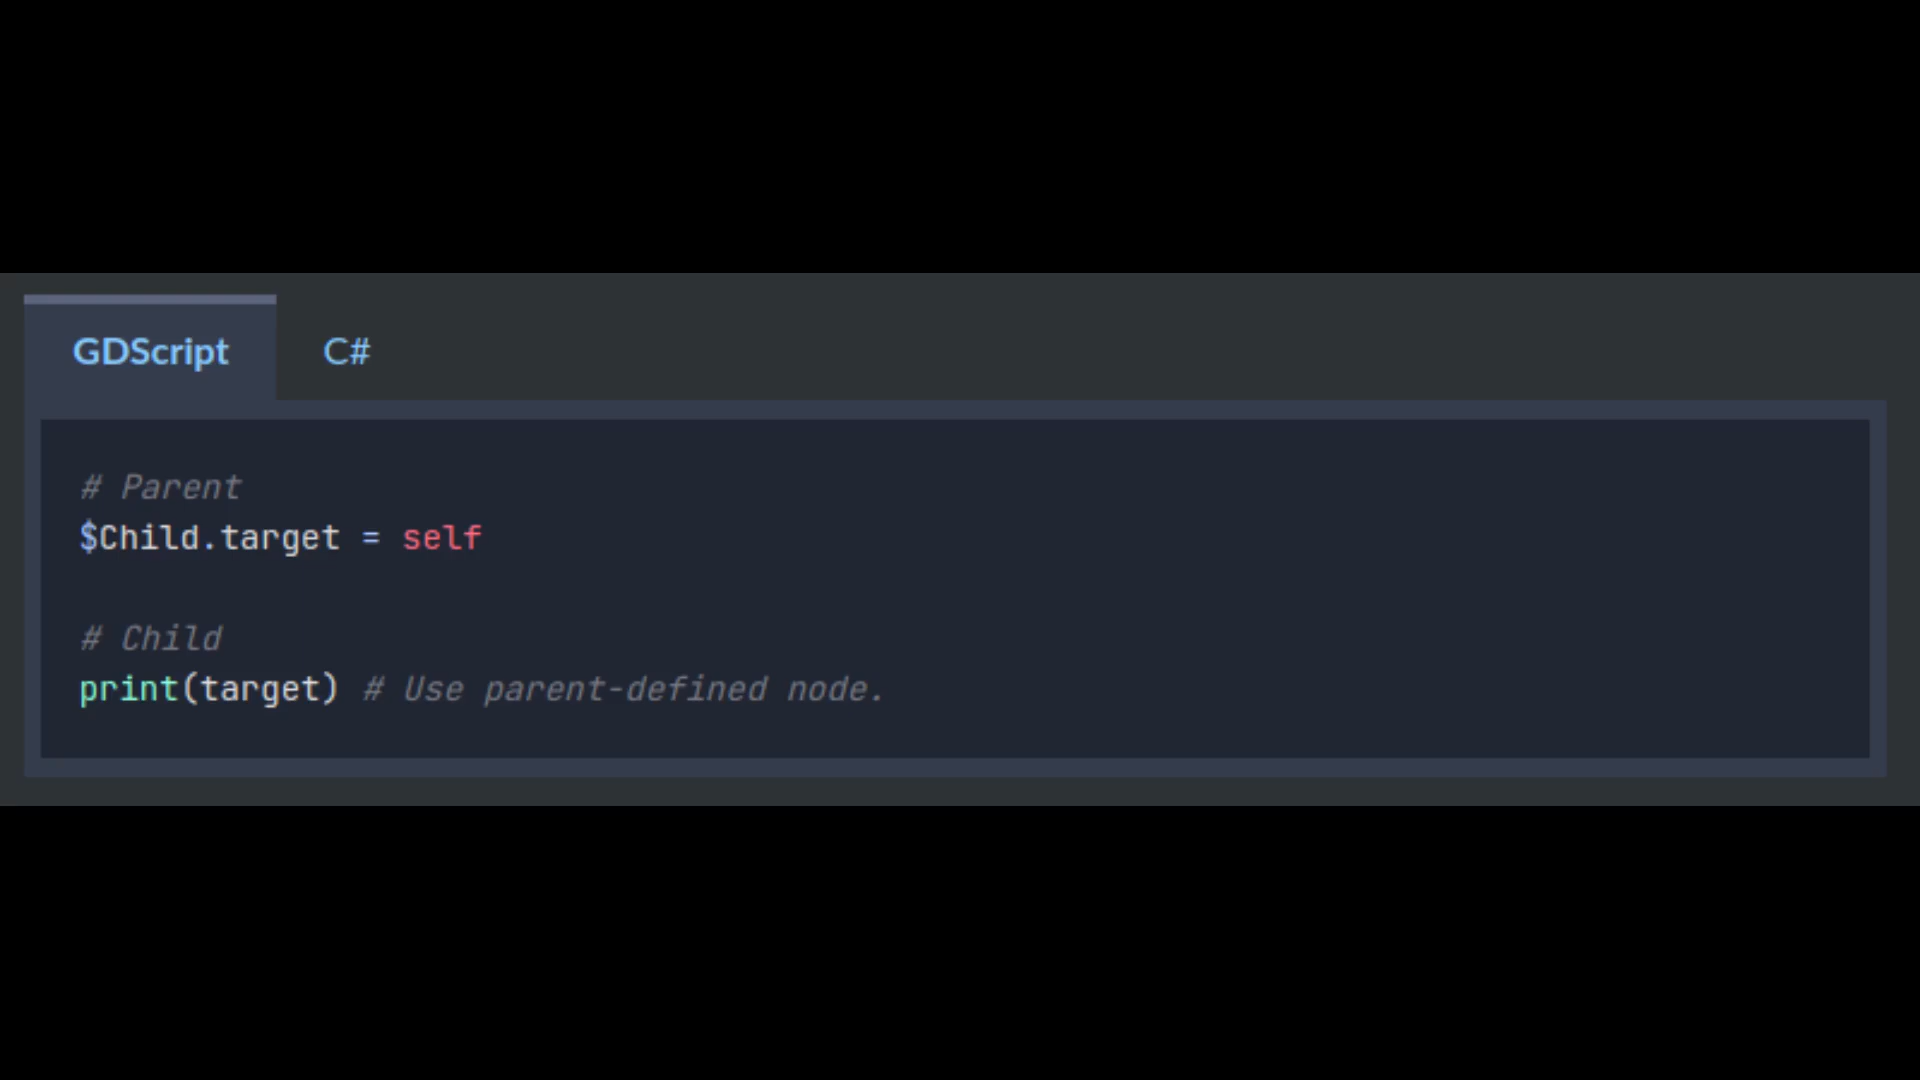 GDScript C#
# Parent
$Child.target = self
# Child
print(target) # Use parent-defined node.